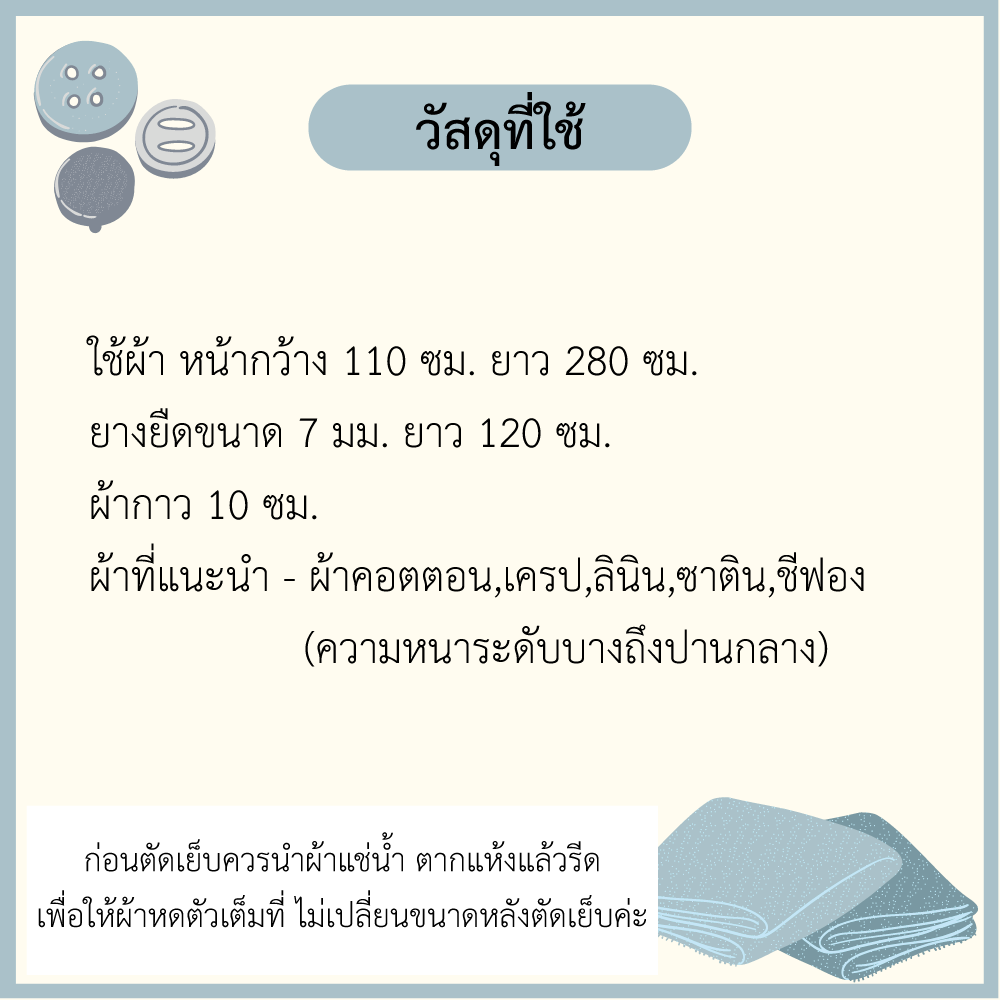 วัสดุที่ใช้
ใช้ผ้า หน้ากว้าง 110 ซม. ยาว 280 ซม.
ยางยืดขนาด 7 มม. ยาว 120 ซม.
ผ้ากาว 10 ซม.
ผ้าที่แนะนำ - ผ้าคอตตอน,เครป,ลินิน,ซาติน,ชีฟอง
(ความหนาระดับบางถึงปานกลาง)
ก่อนตัดเย็บควรนำผ้าแช่น้ำ ตากแห้งแล้วรีด
เพื่อให้ผ้าหดตัวเต็มที่ ไม่เปลี่ยนขนาดหลังตัดเย็บค่ะ